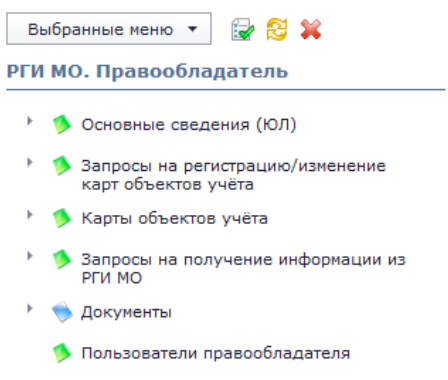 Выбранные меню
РГИ МО. Правообладатель
Основные сведения (ЮЛ)
Запросы на регистрацию/изменение
карт объектов учёта
Карты объектов учёта
Запросы на получение информации из
РГИ МО
Документы
Пользователи правообладателя